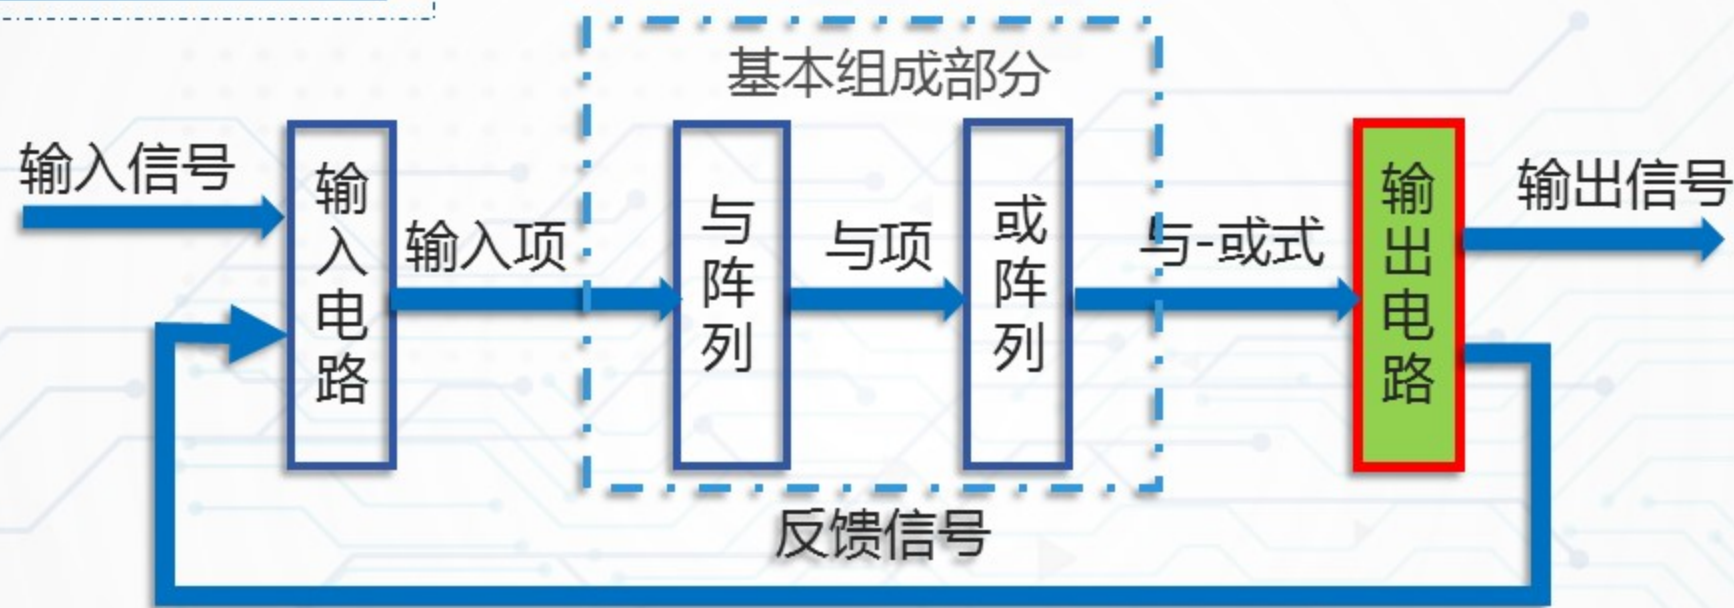 基本组成部分
输入信号
输入电路
输入项
与阵列
与项
或阵列
与-或式
输出电路
输出信号
反馈信号